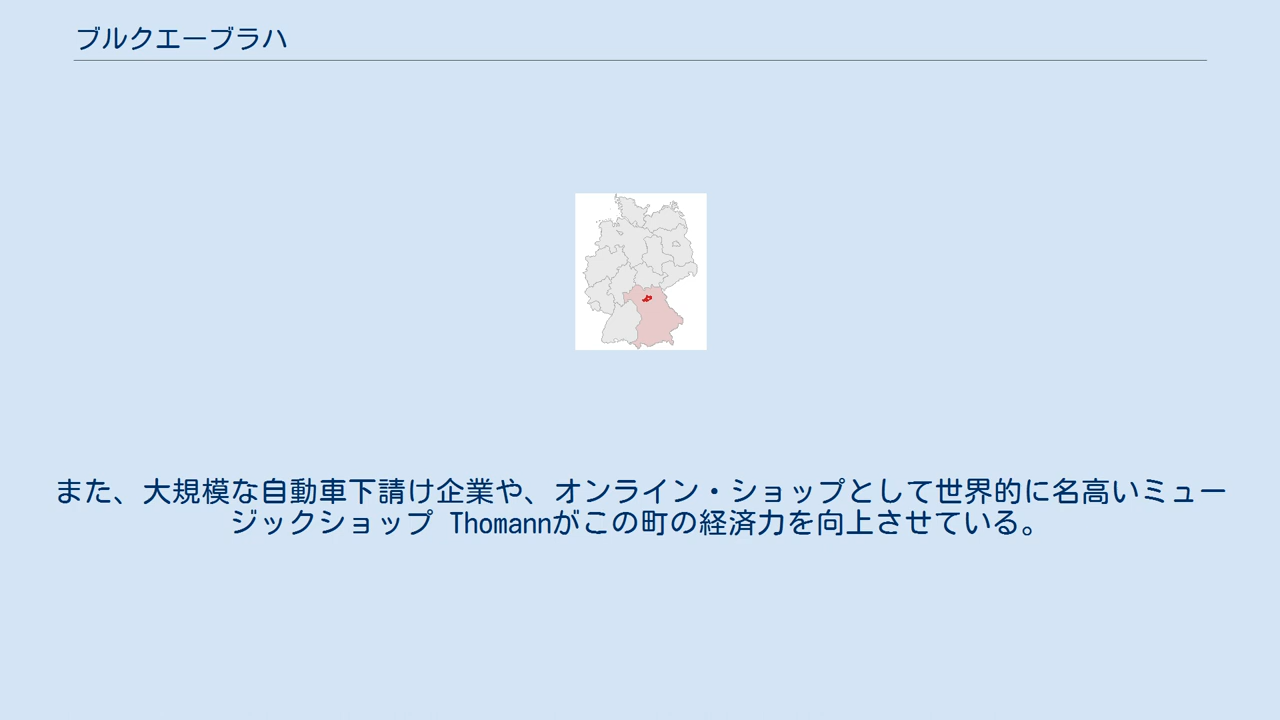 ブルクエーブラハ
また、大規模な自動車下請け企業や、オンライン・ショップとして世界的に名高いミュー
ジックショップ Thomannがこの町の経済力を向上させている。